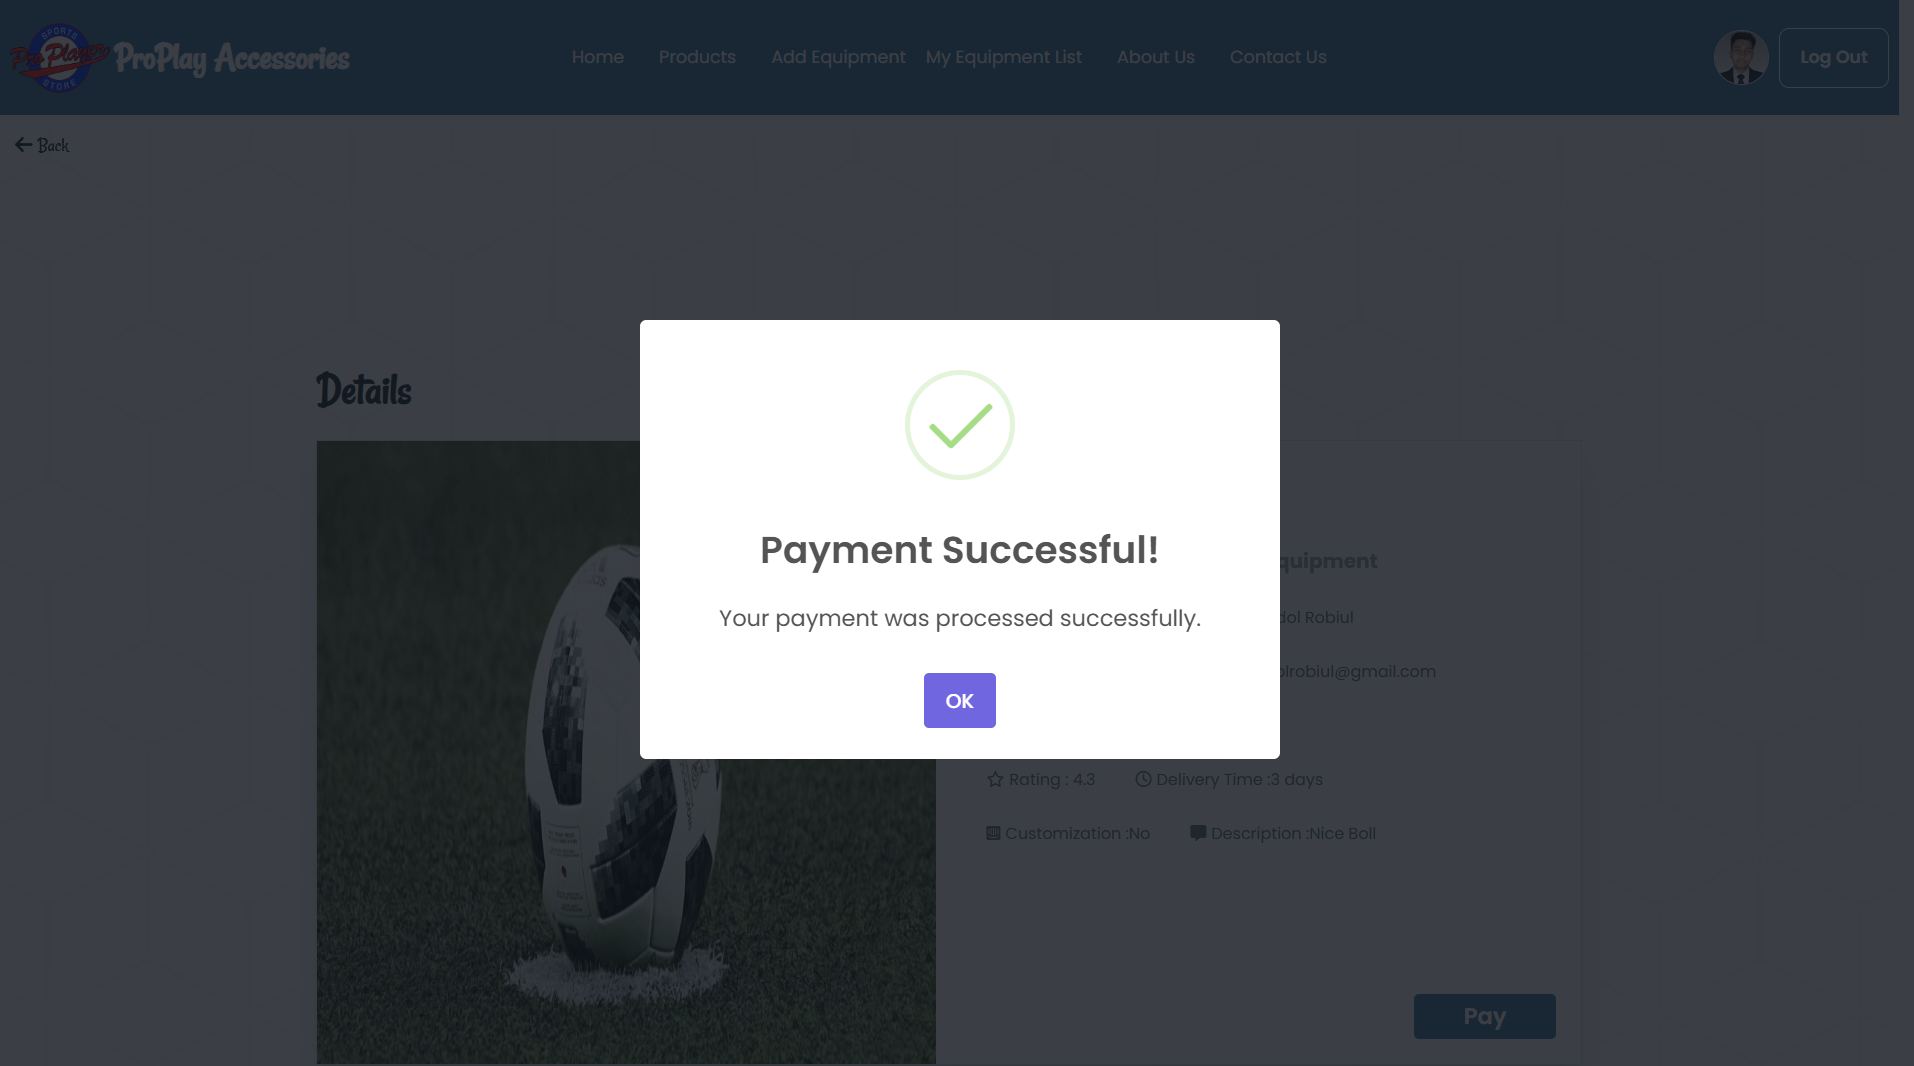 SPORTS
Pro Player
STORE
ProPlay Accessories
Home Products Add Equipment My Equipment List About Us Contact Us
Log Out
Back
Details
Payment Successful!
Your payment was processed successfully.
OK
quipment
dol Robiul
olrobiul@gmail.com
Rating : 4.3 Delivery Time :3 days
Customization :No Description :Nice Boll
Pay